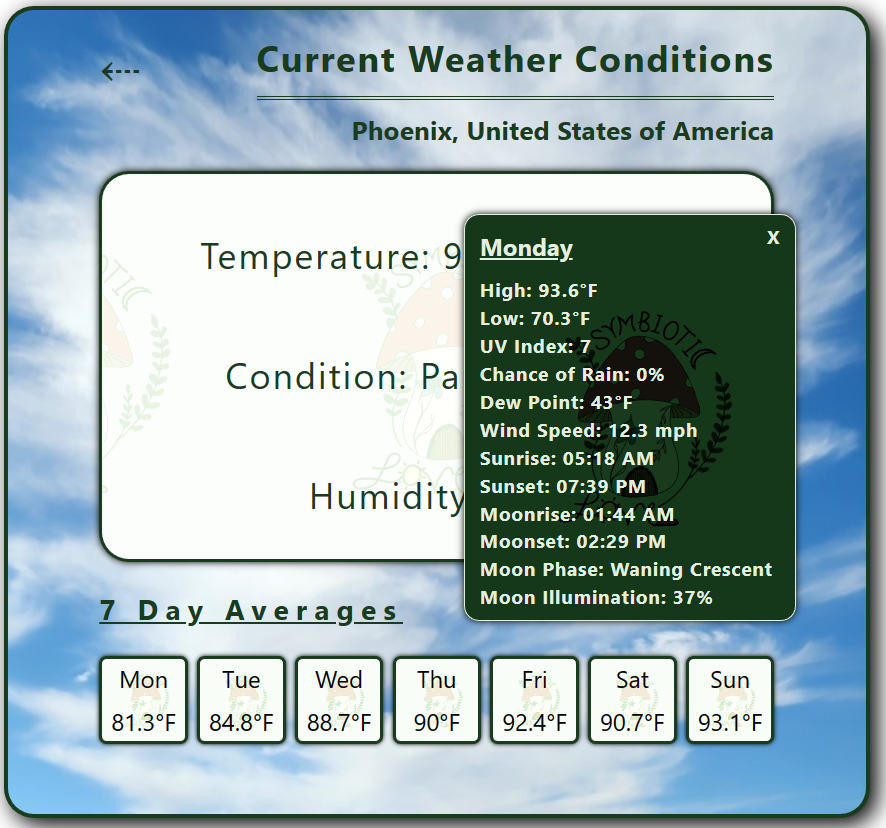 <---
Current Weather Conditions
Phoenix, United States of America
Temperature: 9
Condition: Pa
Humidity
Monday
X
High: 93.6°F
Low: 70.3°F
UV Index: 7
Chance of Rain: 0%
Dew Point: 43°F
Wind Speed: 12.3 mph
Sunrise: 05:18 AM
Sunset: 07:39 PM
Moonrise: 01:44 AM
Moonset: 02:29 PM
Moon Phase: Waning Crescent
Moon Illumination: 37%
SYMBIOTIC
7 Day Averages
Mon Tue Wed Thu Fri Sat Sun
81.3°F 84.8°F 88.7°F 90°F 92.4°F 90.7°F 93.1°F